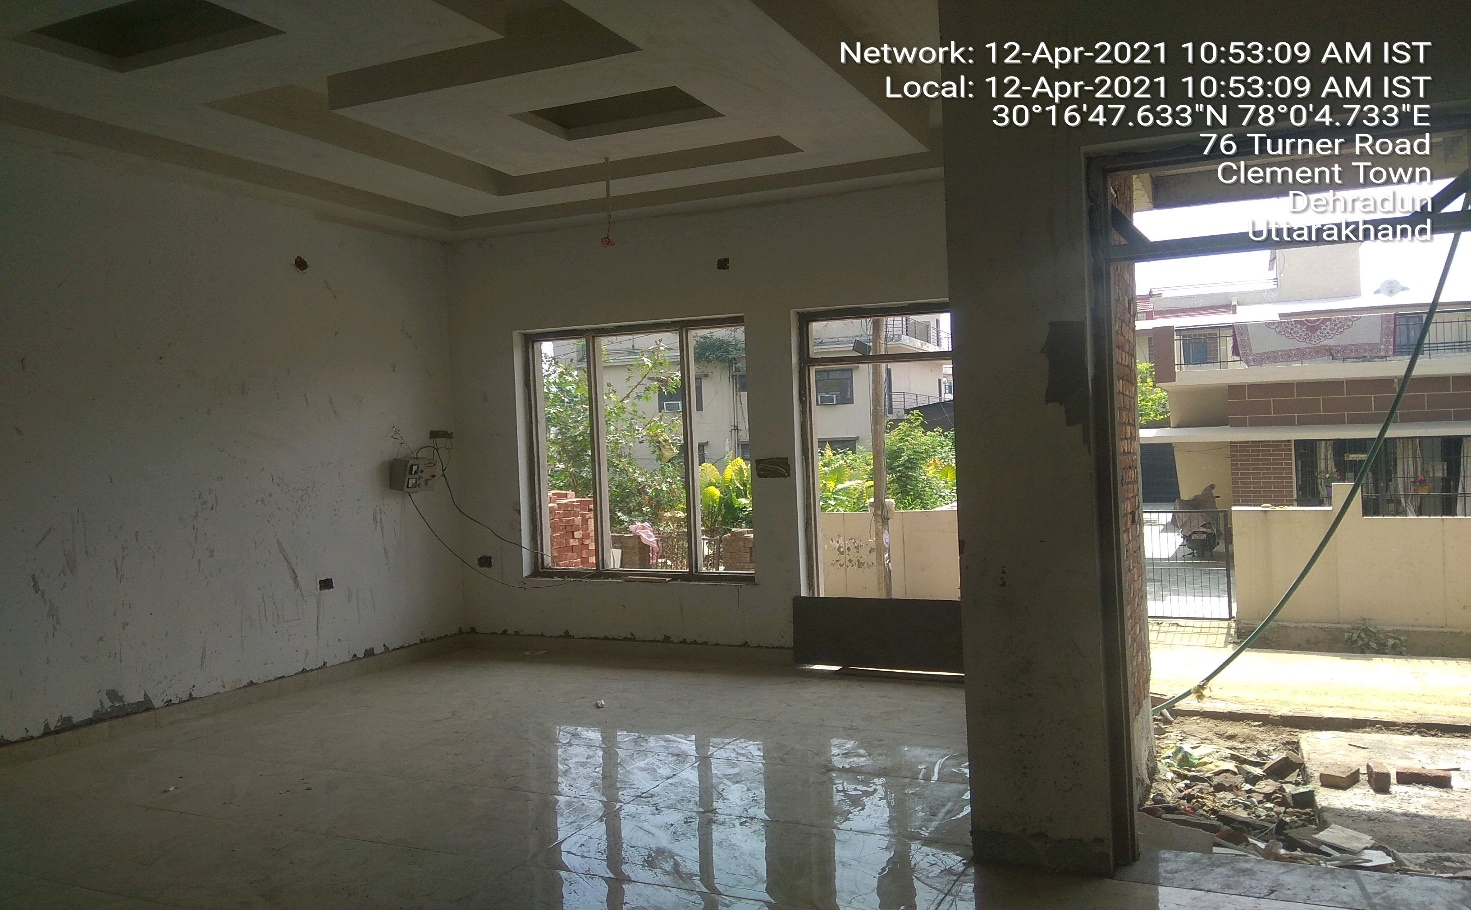 Network: 12-Apr-2021 10:53:09 AM IST
Local: 12-Apr-2021 10:53:09 AM IST
30°16'47.633"N 78°0'4.733"E
76 Turner Road
Clement Town
Dehradun
Uttarakhand